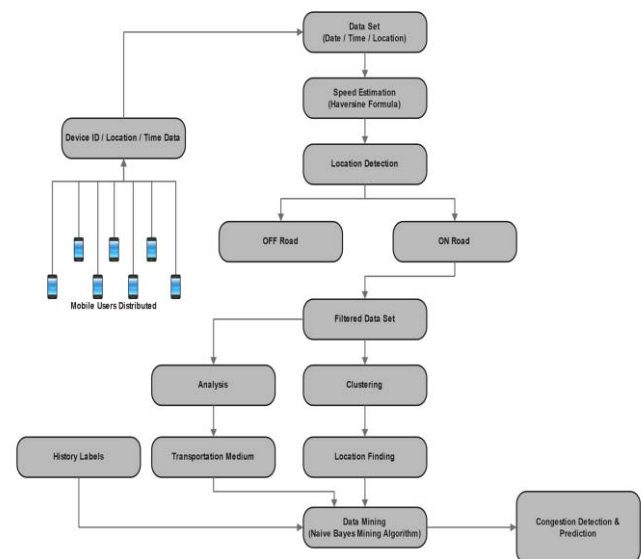 Data Set
(Date / Time / Location)
Speed Estimation
(Haversine Formula)
Device ID / Location / Time Data
Location Detection
OFF Road
ON Road
Mobile Users Distributed
Filtered Data Set
Analysis
Clustering
History Labels
Transportation Medium
Location Finding
Data Mining
(Naive Bayes Mining Algorithm)
Congestion Detection &
Prediction